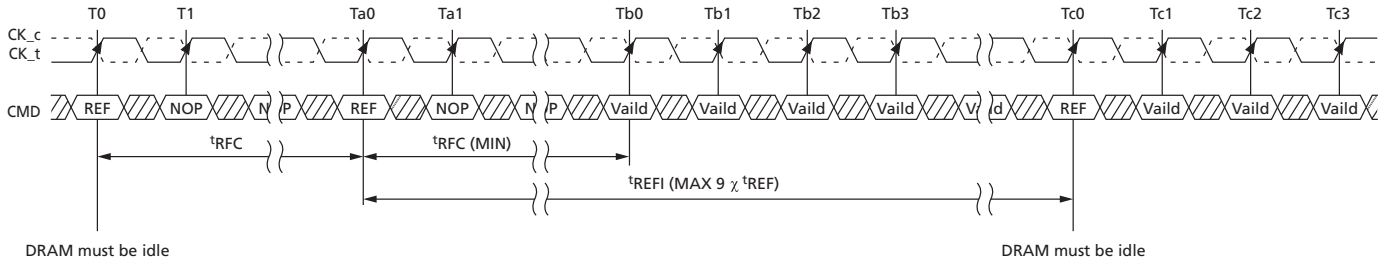 T0 T1 Ta0 Ta1 Tb0 Tb1 Tb2 Tb3 Tc0 Tc1 Tc2 Tc3
CK_c
CK_t
CMD REF NOP N P REF NOP N P Vaild Vaild Vaild Vaild Va id REF Vaild Vaild Vaild
tRFC tRFC (MIN)
tREFI (MAX 9 χ tREF)
DRAM must be idle DRAM must be idle